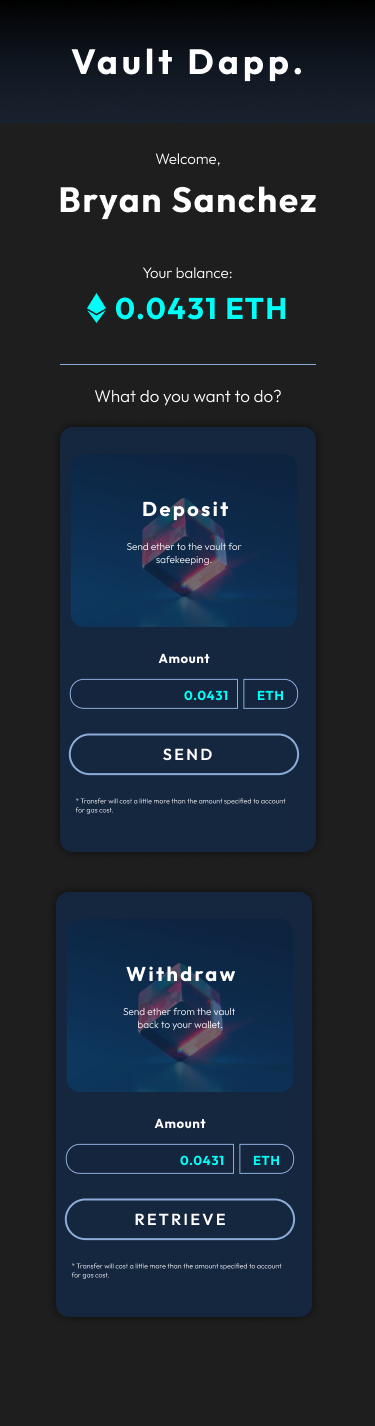 Vault Dapp.
Welcome,
Bryan Sanchez
Your balance:
0.0431 ETH
What do you want to do?
Deposit
Send ether to the vault for
safekeeping.
Amount
0.0431 ETH
SEND
* Transfer will cost a little more than the amount specified to account
for gas cost.
Withdraw
Send ether from the vault
back to your wallet.
Amount
0.0431 ETH
RETRIEVE
* Transfer will cost a little more than the amount specified to account
for gas cost.